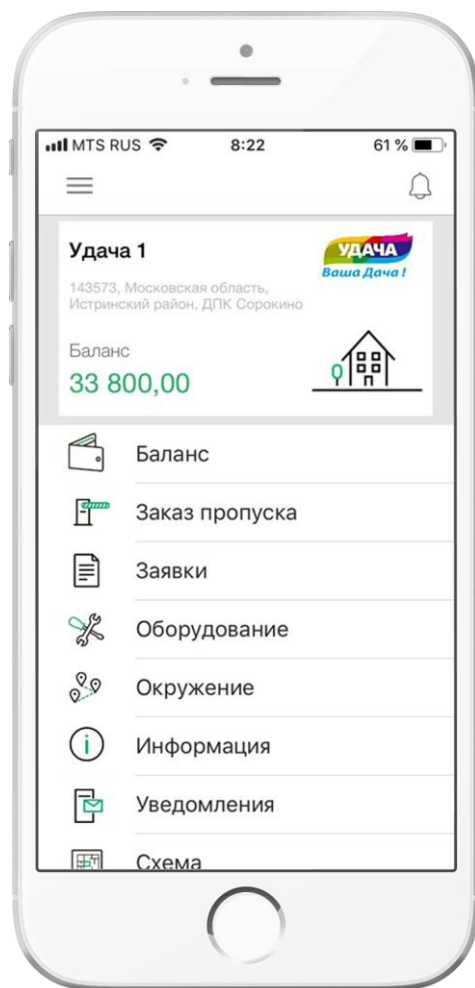 MTS RUS 8:22 61 %
Удача 1
УДАЧА
Ваша Дача !
143573, Московская область,
Истринский район, ДПК Сорокино
Баланс
33 800,00
Баланс
Заказ пропуска
Заявки
Оборудование
Окружение
Информация
Уведомления
Схема